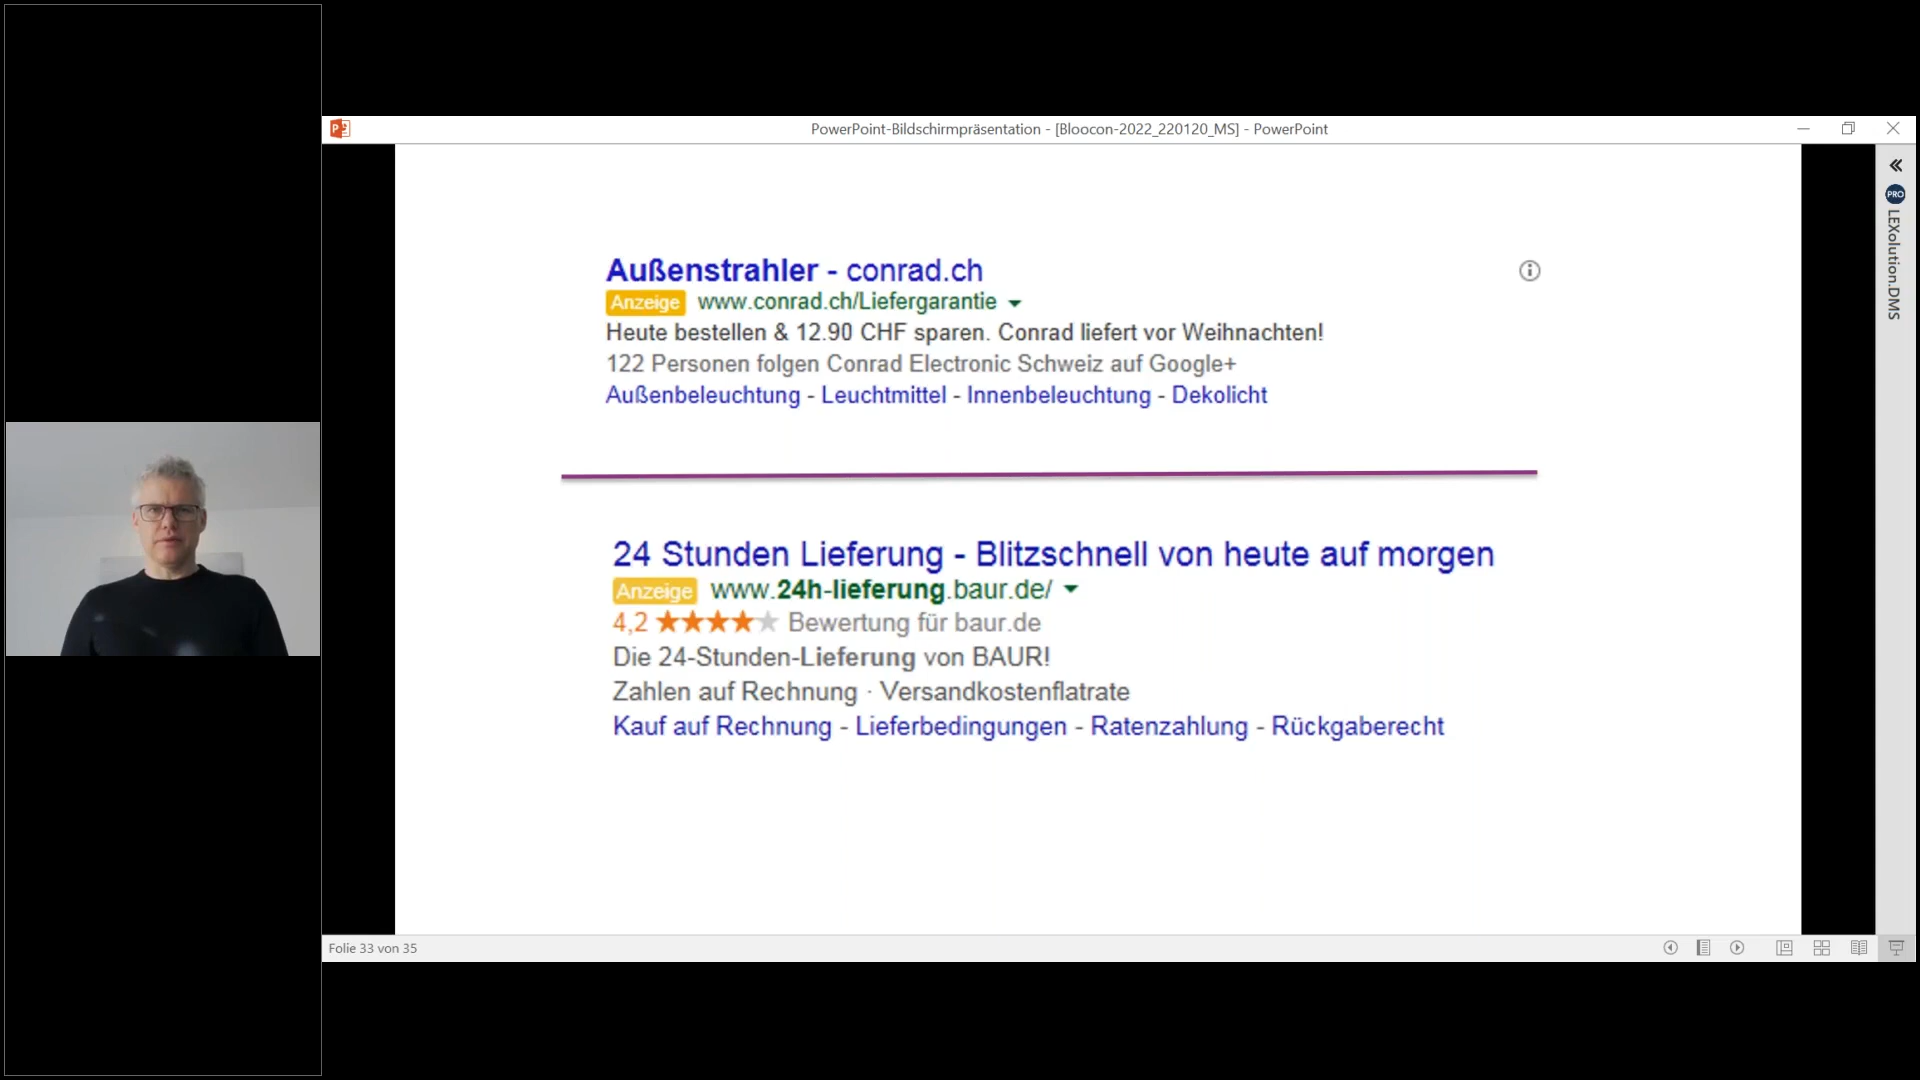 PowerPoint-Bildschirmpräsentation - [Bloocon-2022_220120_MS] - PowerPoint
PRO
LEXolution.DMS
Außenstrahler - conrad.ch
Anzeige www.conrad.ch/Liefergarantie
Heute bestellen & 12.90 CHF sparen. Conrad liefert vor Weihnachten!
122 Personen folgen Conrad Electronic Schweiz auf Google+
Außenbeleuchtung - Leuchtmittel - Innenbeleuchtung - Dekolicht
24 Stunden Lieferung - Blitzschnell von heute auf morgen
Anzeige www.24h-lieferung.baur.de/
4,2 ★★★★★ Bewertung für baur.de
Die 24-Stunden-Lieferung von BAUR!
Zahlen auf Rechnung · Versandkostenflatrate
Kauf auf Rechnung - Lieferbedingungen - Ratenzahlung - Rückgaberecht
Folie 33 von 35